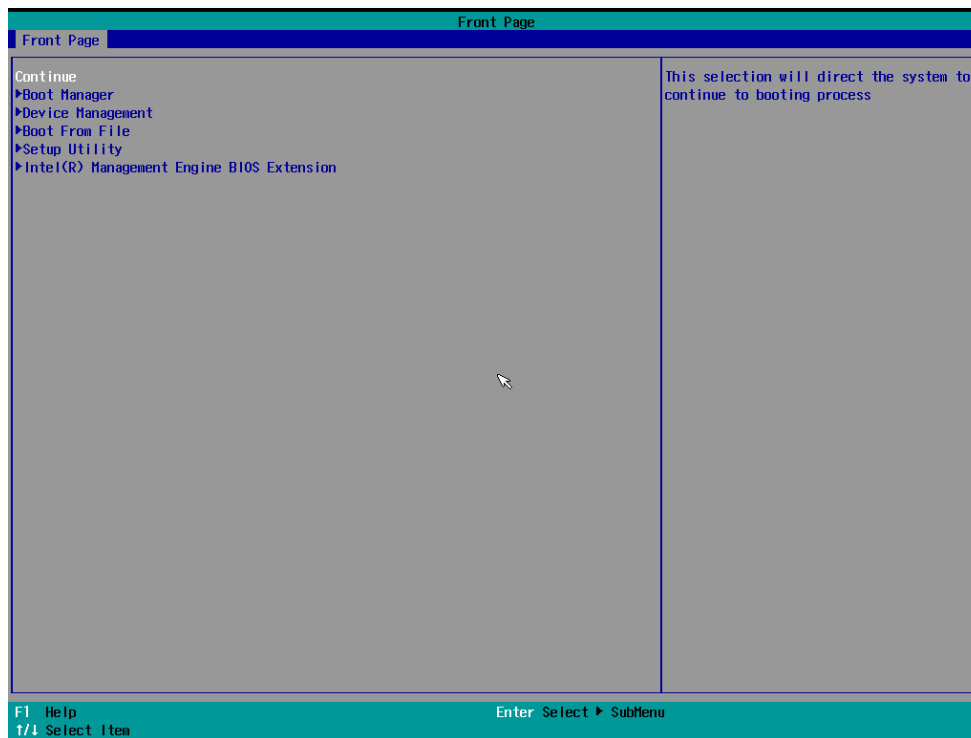 Front Page
Front Page
Continue
▶Boot Manager
▶Device Management
▶Boot From File
▶Setup Utility
▶Intel(R) Management Engine BIOS Extension
This selection will direct the system to
continue to booting process
F1 Help
Enter Select ▶ SubMenu
↑/↓ Select Item